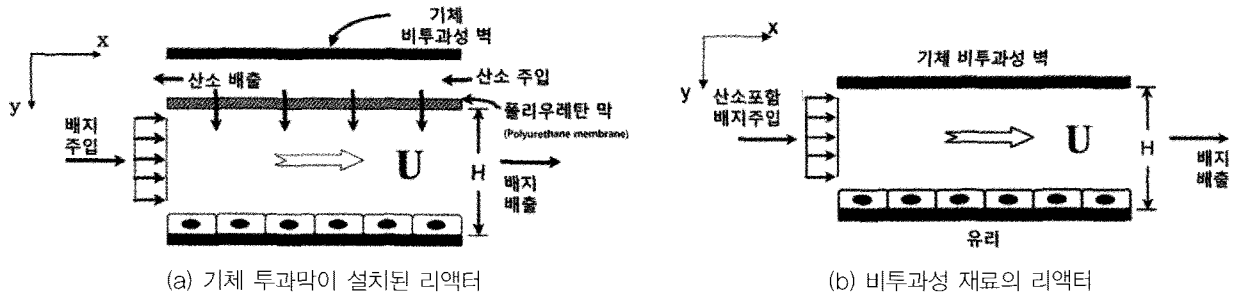 x
y
기체
비투과성 벽
산소 배출
산소 주입
폴리우레탄 막
(Polyurethane membrane)
배지
주입
U
H
배지
배출
(a) 기체 투과막이 설치된 리액터
x
y
기체 비투과성 벽
산소포함
배지주입
U
H
배지
배출
유리
(b) 비투과성 재료의 리액터